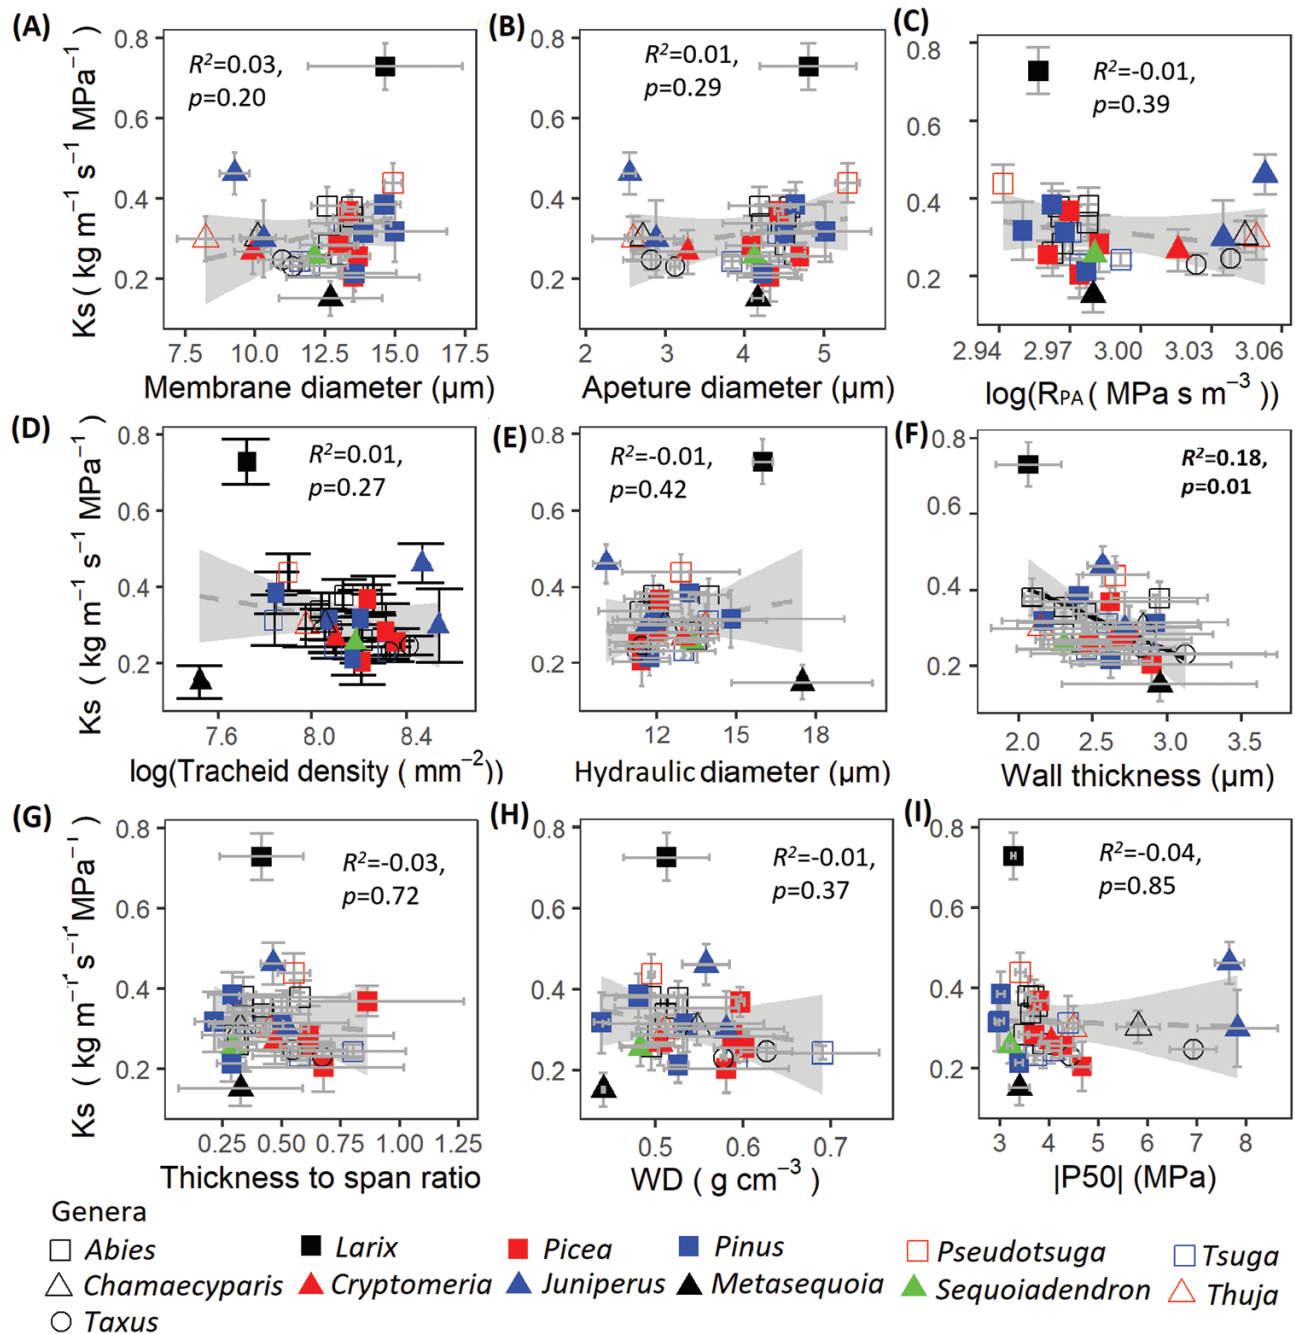 (A)
(B)
(C)
Ks ( kg m⁻¹ s⁻¹ MPa⁻¹)
0.8
0.6
0.4
0.2
R²=0.03,
p=0.20
7.5 10.0 12.5 15.0 17.5
Membrane diameter (µm)
0.8
0.6
0.4
0.2
R²=0.01,
p=0.29
2 3 4 5
Apeture diameter (µm)
0.8
0.6
0.4
0.2
R²=-0.01,
p=0.39
2.94 2.97 3.00 3.03 3.06
log(RPA ( MPa s m⁻³ ))
(D)
(E)
(F)
Ks ( kg m⁻¹ s⁻¹ MPa⁻¹)
0.8
0.6
0.4
0.2
R²=0.01,
p=0.27
7.6 8.0 8.4
log(Tracheid density ( mm⁻²))
0.8
0.6
0.4
0.2
R²=-0.01,
p=0.42
12 15 18
Hydraulic diameter (µm)
0.8
0.6
0.4
0.2
R²=0.18,
p=0.01
2.0 2.5 3.0 3.5
Wall thickness (µm)
(G)
(H)
(I)
Ks ( kg m⁻¹ s⁻¹ MPa⁻¹)
0.8
0.6
0.4
0.2
R²=-0.03,
p=0.72
0.25 0.50 0.75 1.00 1.25
Thickness to span ratio
0.8
0.6
0.4
0.2
R²=-0.01,
p=0.37
0.5 0.6 0.7
WD ( g cm⁻³ )
0.8
0.6
0.4
0.2
R²=-0.04,
p=0.85
3 4 5 6 7 8
|P50| (MPa)
Genera
Abies Larix Picea Pinus Pseudotsuga Tsuga
Chamaecyparis Cryptomeria Juniperus Metasequoia Sequoiadendron Thuja
Taxus